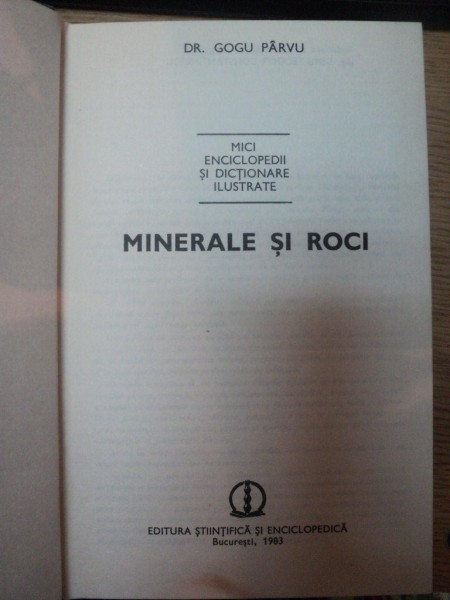 DR. GOGU PÂRVU
MICI
ENCICLOPEDII
ȘI DICȚIONARE
ILUSTRATE
MINERALE ȘI ROCI
EDITURA ȘTIINȚIFICĂ ȘI ENCICLOPEDICĂ
București, 1983